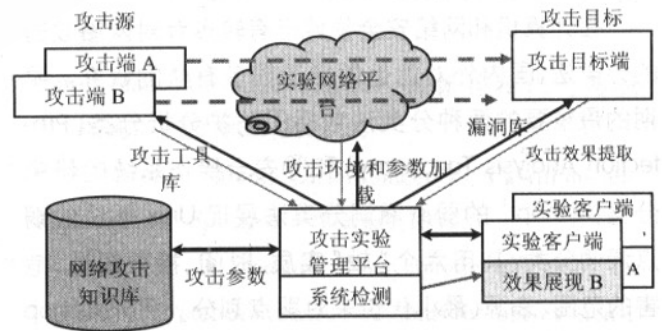 攻击源
攻击目标
攻击端 A
攻击端 B
实验网络平
台
攻击目标端
漏洞库
攻击工具
库
攻击环境和参数加
载
攻击效果提取
网络攻击
知识库
攻击参数
攻击实验
管理平台
系统检测
实验客户端
实验客户端
效果展现 B
A